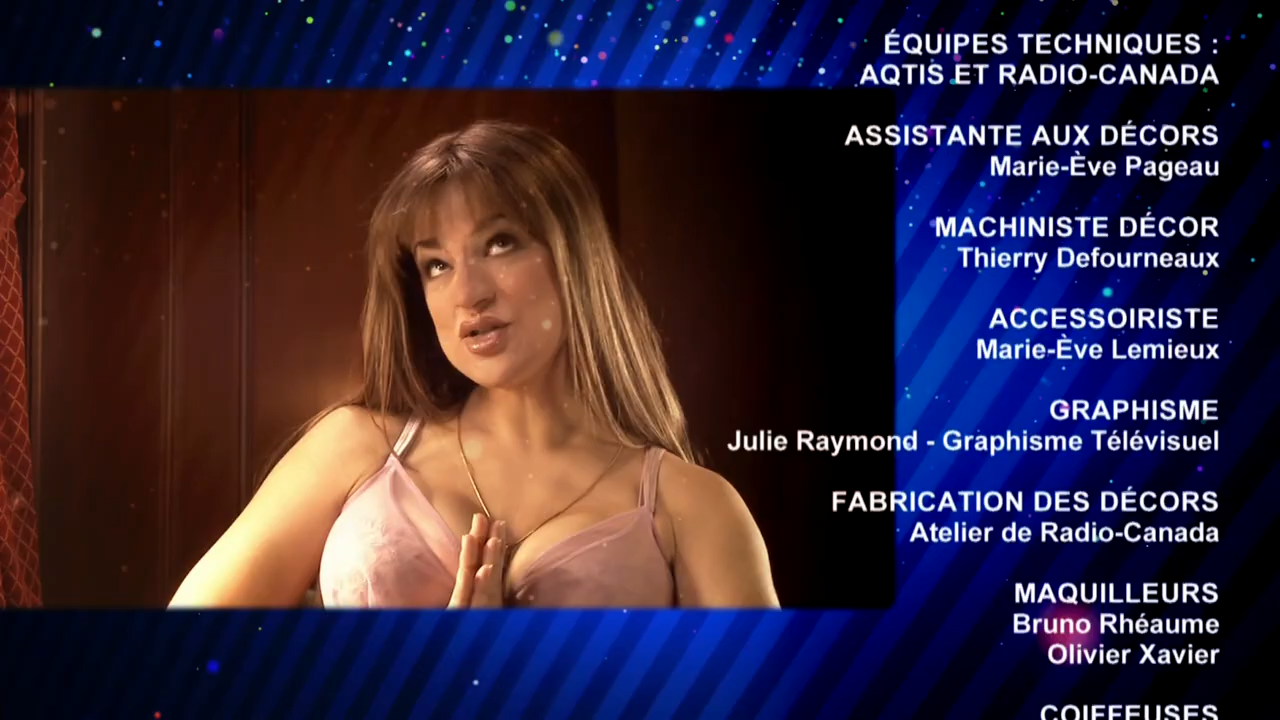 ÉQUIPES TECHNIQUES :
AQTIS ET RADIO-CANADA
ASSISTANTE AUX DÉCORS
Marie-Ève Pageau
MACHINISTE DÉCOR
Thierry Defourneaux
ACCESSOIRISTE
Marie-Ève Lemieux
GRAPHISME
Julie Raymond - Graphisme Télévisuel
FABRICATION DES DÉCORS
Atelier de Radio-Canada
MAQUILLEURS
Bruno Rhéaume
Olivier Xavier
COIFFEUSES